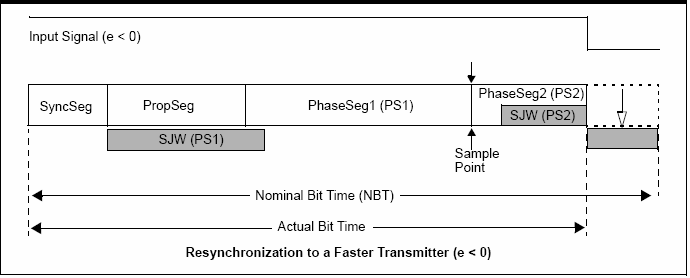 Input Signal (e < 0)
SyncSeg PropSeg PhaseSeg1 (PS1) PhaseSeg2 (PS2)
SJW (PS2)
SJW (PS1)
Sample
Point
Nominal Bit Time (NBT)
Actual Bit Time
Resynchronization to a Faster Transmitter (e < 0)